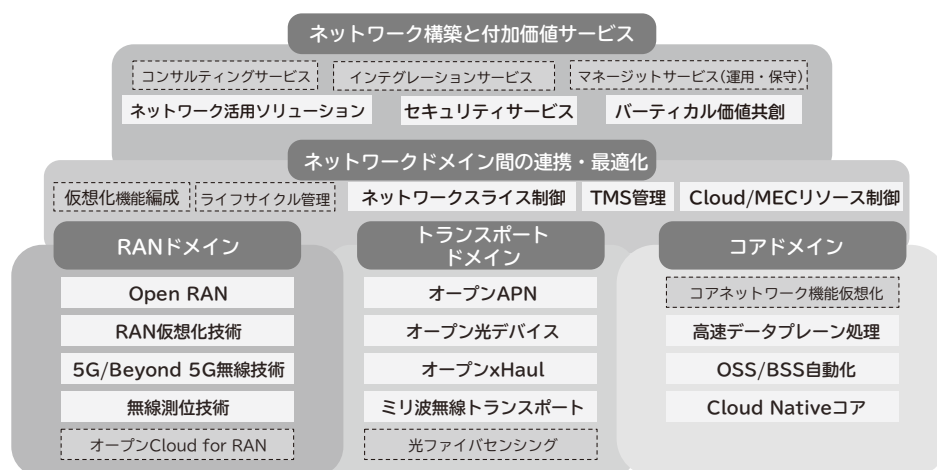 ネットワーク構築と付加価値サービス
コンサルティングサービス
インテグレーションサービス
マネージットサービス(運用・保守)
ネットワーク活用ソリューション
セキュリティサービス
バーティカル価値共創
ネットワークドメイン間の連携・最適化
仮想化機能編成
ライフサイクル管理
ネットワークスライス制御
TMS管理
Cloud/MECリソース制御
RANドメイン
Open RAN
RAN仮想化技術
5G/Beyond 5G無線技術
無線測位技術
オープンCloud for RAN
トランスポート
ドメイン
オープンAPN
オープン光デバイス
オープンxHaul
ミリ波無線トランスポート
光ファイバセンシング
コアドメイン
コアネットワーク機能仮想化
高速データプレーン処理
OSS/BSS自動化
Cloud Nativeコア